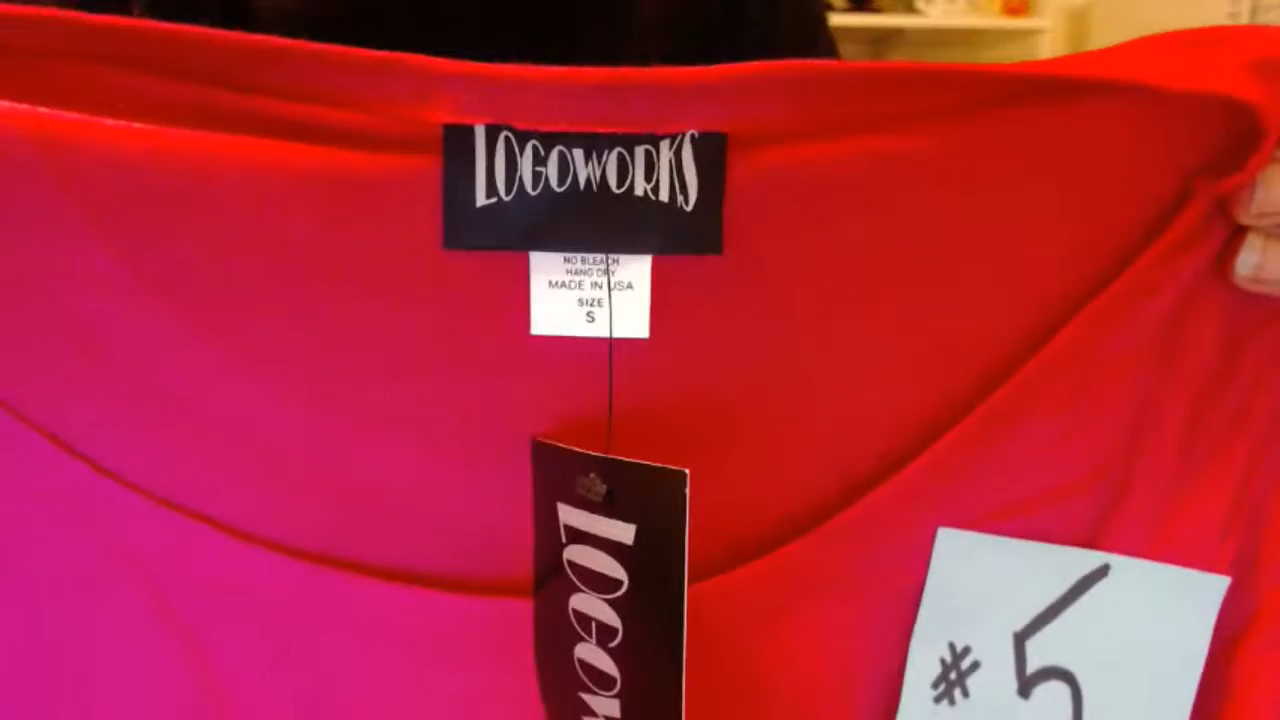 LOGOWORKS
NO BLEACH
HANG DRY
MADE IN USA
SIZE
S
LOGOW
#5